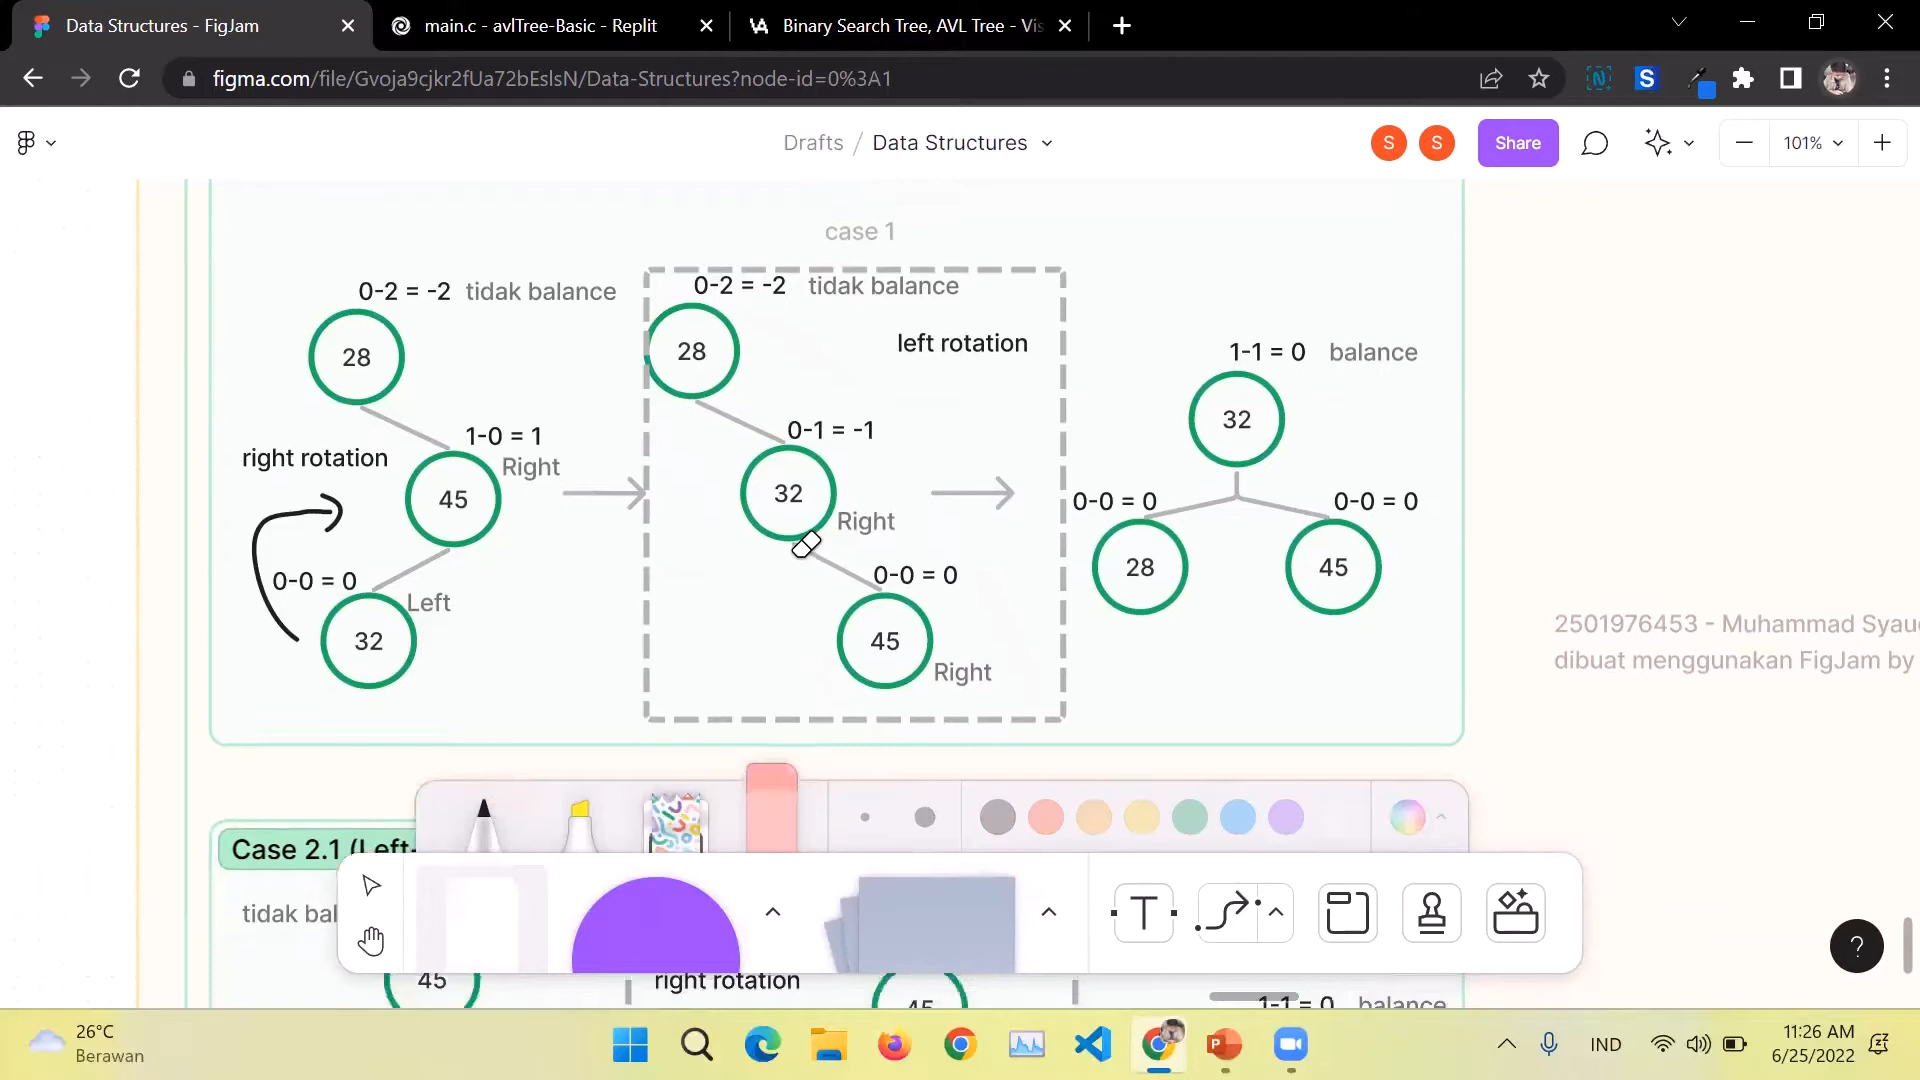 Data Structures - FigJam
main.c - avlTree-Basic - Replit
Binary Search Tree, AVL Tree - Vis
figma.com/file/Gvoja9cjkr2fUa72bEslsN/Data-Structures?node-id=0%3A1
Drafts / Data Structures
S
S
Share
101%
case 1
0-2 = -2 tidak balance
28
1-0 = 1
Right
right rotation
45
0-0 = 0
Left
32
0-2 = -2 tidak balance
28
left rotation
0-1 = -1
32
Right
0-0 = 0
45
Right
1-1 = 0 balance
32
0-0 = 0
0-0 = 0
28
45
2501976453 - Muhammad Syau
dibuat menggunakan FigJam by
Case 2.1 (Left-
tidak bal
T
45
right rotation
45
1-1 = 0 balance
?
26°C
Berawan
IND
11:26 AM
6/25/2022